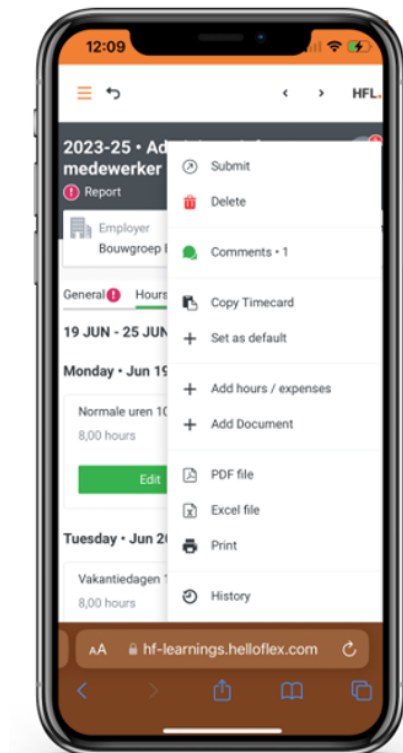 12:09
HFL.
2023-25 • Ad
medewerker
Report
Employer
Bouwgroep
General
Hours
19 JUN - 25 JUN
Monday • Jun 19
Normale uren 10
8,00 hours
Edit
Tuesday • Jun 2
Vakantiedagen
8,00 hours
Submit
Delete
Comments • 1
Copy Timecard
Set as default
Add hours / expenses
Add Document
PDF file
Excel file
Print
History
AA
hf-learnings.helloflex.com